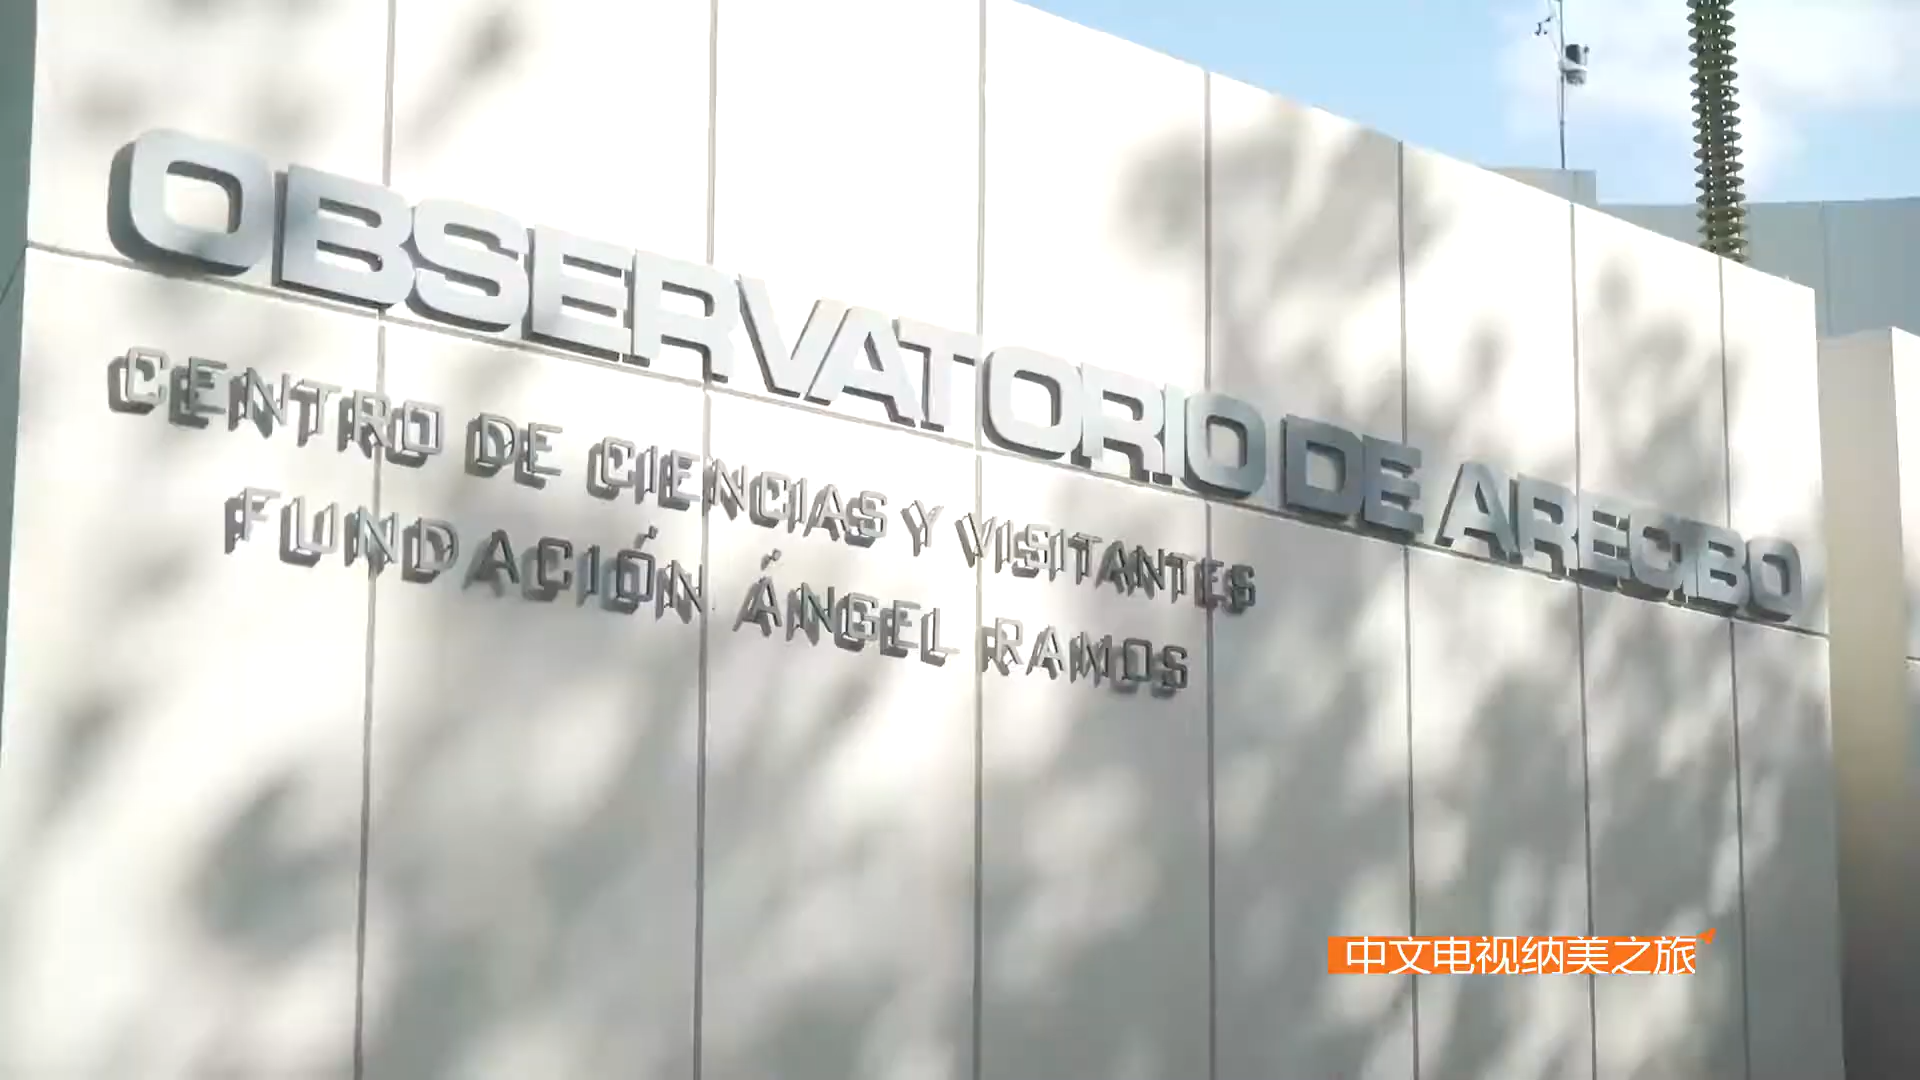 OBSERVATORIO DE ARECIBO
CENTRO DE CIENCIAS Y VISITANTES
FUNDACIÓN ÁNGEL RAMOS
中文电视纳美之旅